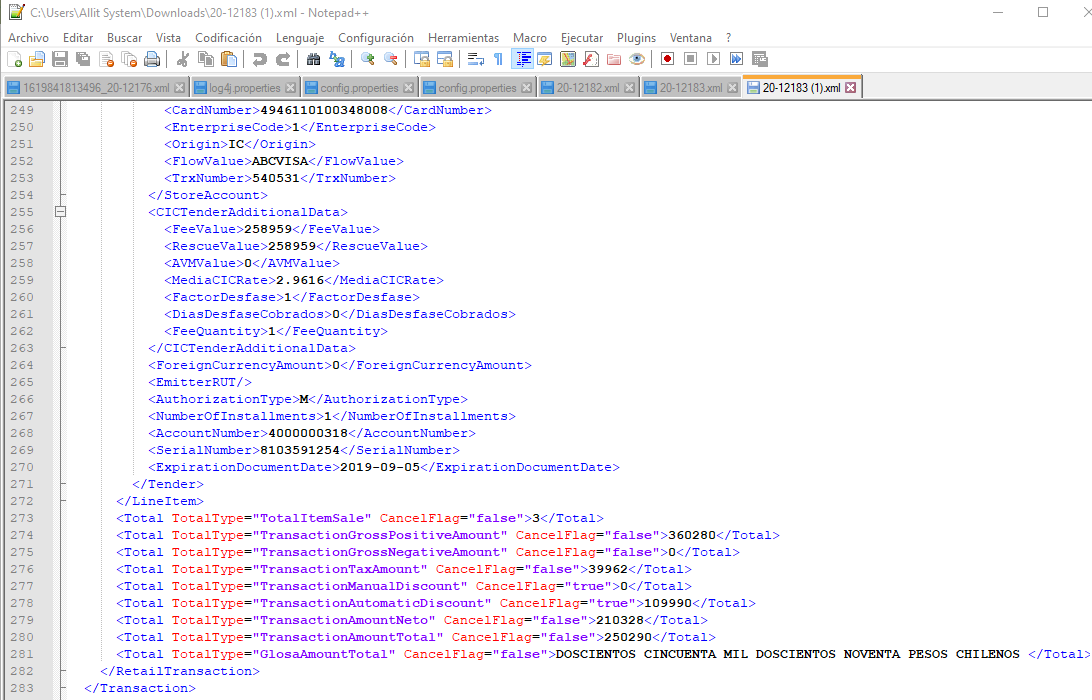 C:\Users\Allit System\Downloads\20-12183 (1).xml - Notepad++
Archivo Editar Buscar Vista Codificación Lenguaje Configuración Herramientas Macro Ejecutar Plugins Ventana ?
1619841813496_20-12176.xml log4j.properties config.properties config.properties 20-12182.xml 20-12183.xml 20-12183 (1).xml
249 <CardNumber>4946110100348008</CardNumber>
250 <EnterpriseCode>1</EnterpriseCode>
251 <Origin>IC</Origin>
252 <FlowValue>ABCVISA</FlowValue>
253 <TrxNumber>540531</TrxNumber>
254 </StoreAccount>
255 <CICTenderAdditionalData>
256 <FeeValue>258959</FeeValue>
257 <RescueValue>258959</RescueValue>
258 <AVMValue>0</AVMValue>
259 <MediaCICRate>2.9616</MediaCICRate>
260 <FactorDesfase>1</FactorDesfase>
261 <DiasDesfaseCobrados>0</DiasDesfaseCobrados>
262 <FeeQuantity>1</FeeQuantity>
263 </CICTenderAdditionalData>
264 <ForeignCurrencyAmount>0</ForeignCurrencyAmount>
265 <EmitterRUT/>
266 <AuthorizationType>M</AuthorizationType>
267 <NumberOfInstallments>1</NumberOfInstallments>
268 <AccountNumber>4000000318</AccountNumber>
269 <SerialNumber>8103591254</SerialNumber>
270 <ExpirationDocumentDate>2019-09-05</ExpirationDocumentDate>
271 </Tender>
272 </LineItem>
273 <Total TotalType="TotalItemSale" CancelFlag="false">3</Total>
274 <Total TotalType="TransactionGrossPositiveAmount" CancelFlag="false">360280</Total>
275 <Total TotalType="TransactionGrossNegativeAmount" CancelFlag="false">0</Total>
276 <Total TotalType="TransactionTaxAmount" CancelFlag="false">39962</Total>
277 <Total TotalType="TransactionManualDiscount" CancelFlag="true">0</Total>
278 <Total TotalType="TransactionAutomaticDiscount" CancelFlag="true">109990</Total>
279 <Total TotalType="TransactionAmountNeto" CancelFlag="false">210328</Total>
280 <Total TotalType="TransactionAmountTotal" CancelFlag="false">250290</Total>
281 <Total TotalType="GlosaAmountTotal" CancelFlag="false">DOSCIENTOS CINCUENTA MIL DOSCIENTOS NOVENTA PESOS CHILENOS </Total>
282 </RetailTransaction>
283 </Transaction>